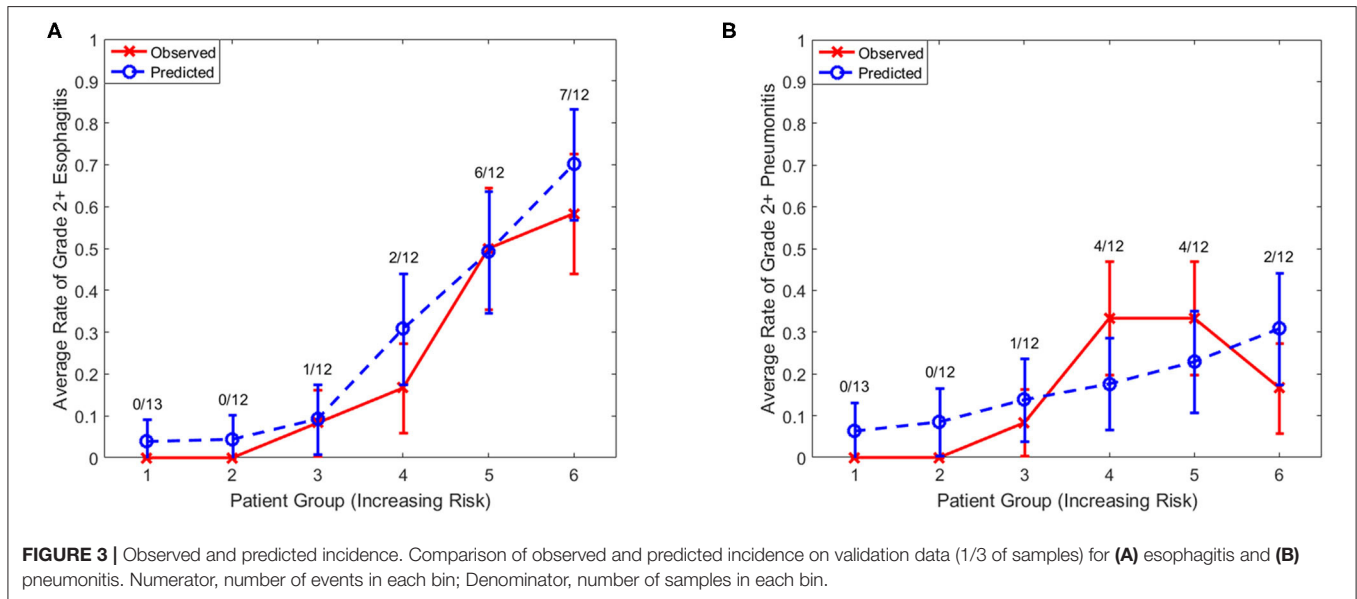 A
Observed
Predicted
Average Rate of Grade 2+ Esophagitis
1
0.9
0.8
0.7
0.6
0.5
0.4
0.3
0.2
0.1
0
0/13
0/12
1/12
2/12
6/12
7/12
1 2 3 4 5 6
Patient Group (Increasing Risk)
B
Observed
Predicted
Average Rate of Grade 2+ Pneumonitis
1
0.9
0.8
0.7
0.6
0.5
0.4
0.3
0.2
0.1
0
0/13
0/12
1/12
4/12
4/12
2/12
1 2 3 4 5 6
Patient Group (Increasing Risk)
FIGURE 3 | Observed and predicted incidence. Comparison of observed and predicted incidence on validation data (1/3 of samples) for (A) esophagitis and (B)
pneumonitis. Numerator, number of events in each bin; Denominator, number of samples in each bin.